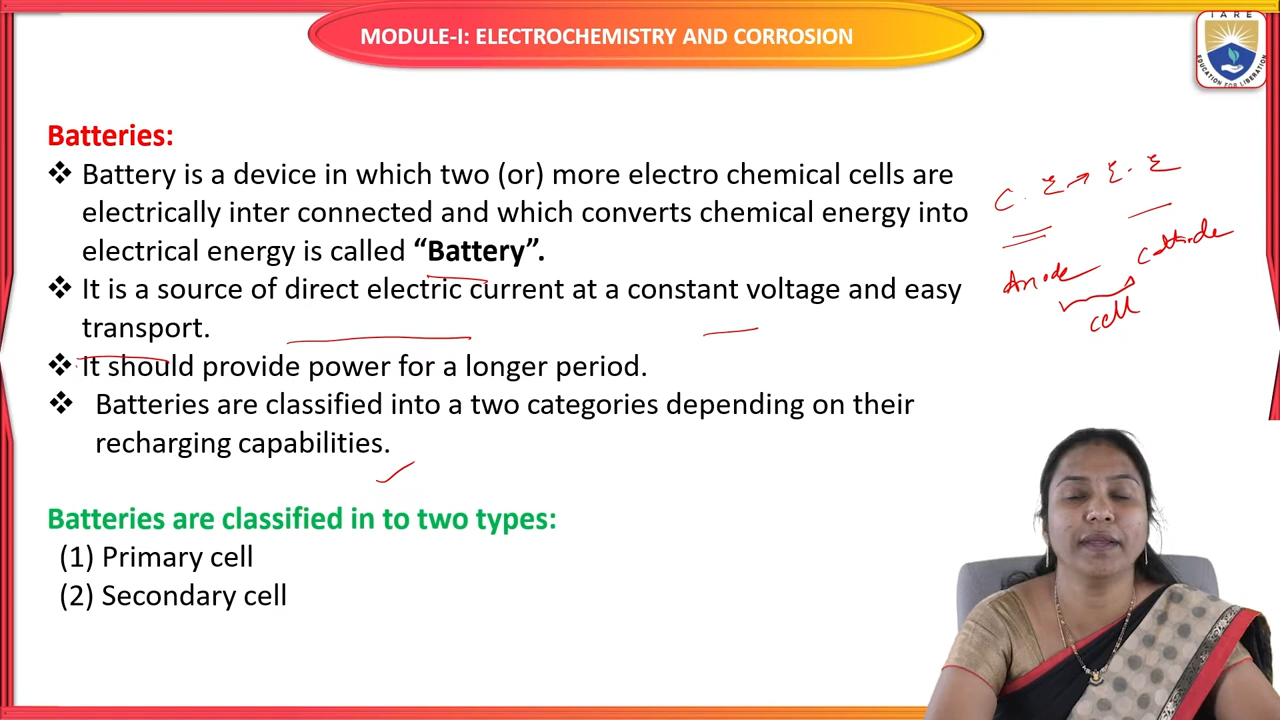 MODULE-I: ELECTROCHEMISTRY AND CORROSION
IARE
EDUCATION FOR LIBERATION
Batteries:
❖ Battery is a device in which two (or) more electro chemical cells are
electrically inter connected and which converts chemical energy into
electrical energy is called “Battery”.
❖ It is a source of direct electric current at a constant voltage and easy
transport.
❖ It should provide power for a longer period.
❖ Batteries are classified into a two categories depending on their
recharging capabilities.
C. E → E. E
Anode
Cathode
cell
Batteries are classified in to two types:
(1) Primary cell
(2) Secondary cell